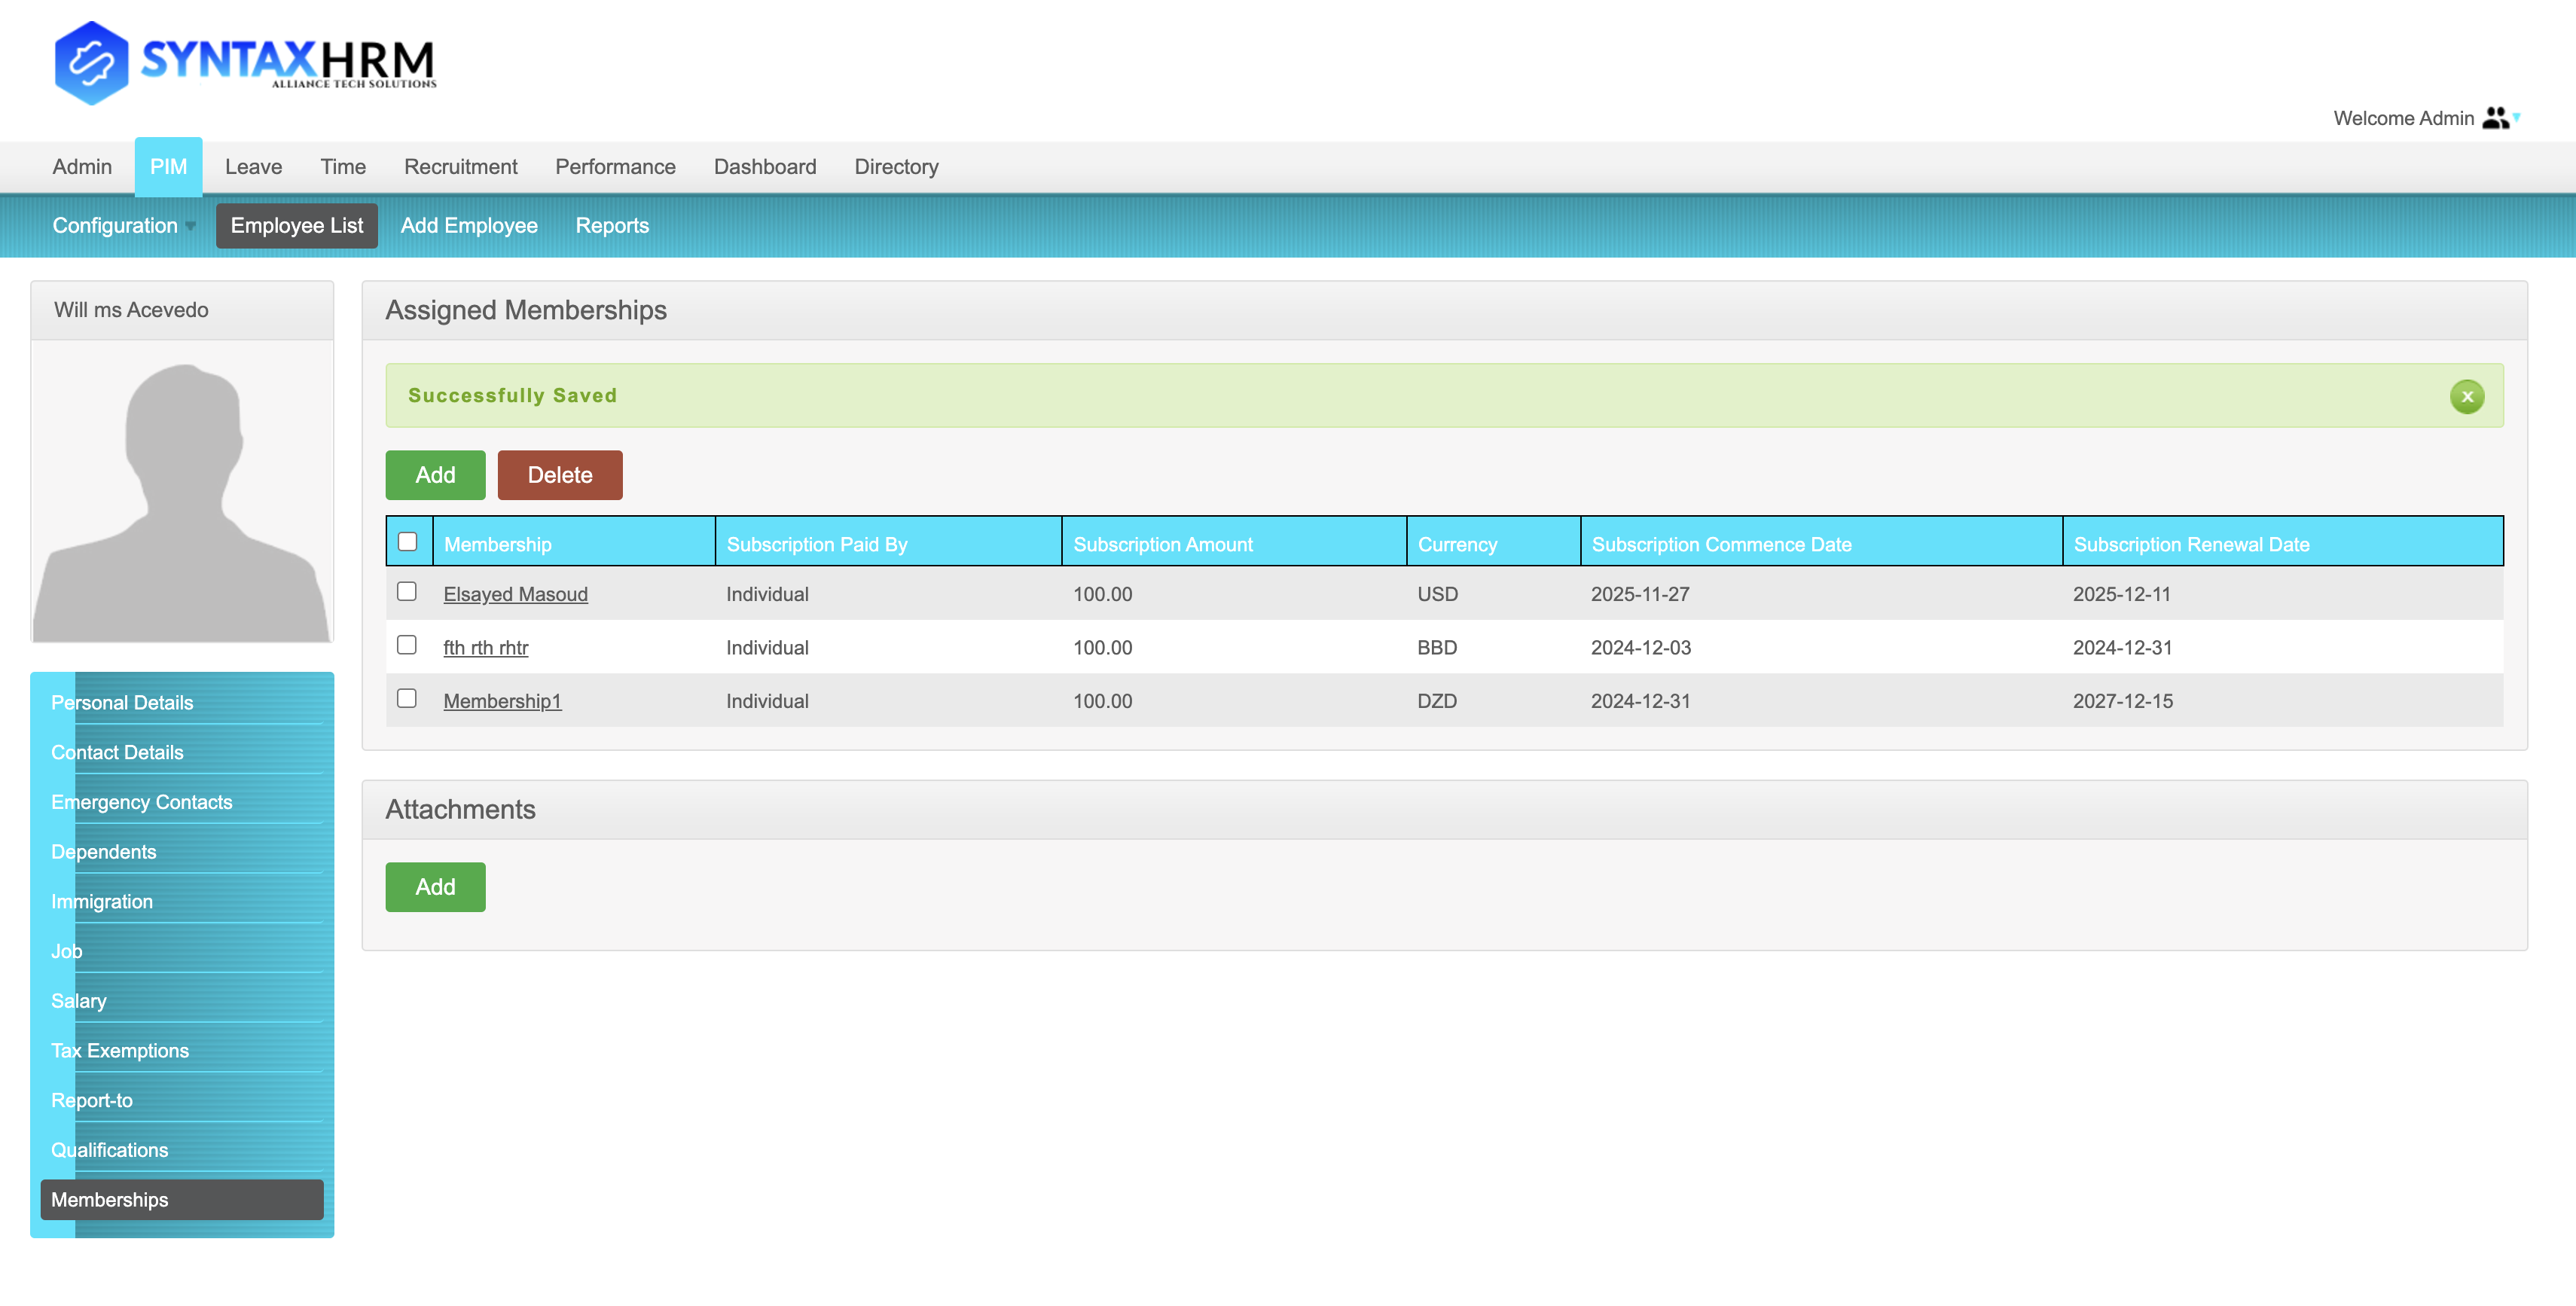 SYNTAXHRM
ALLIANCE TECH SOLUTIONS
Welcome Admin
Admin PIM Leave Time Recruitment Performance Dashboard Directory
Configuration Employee List Add Employee Reports
Will ms Acevedo
Personal Details
Contact Details
Emergency Contacts
Dependents
Immigration
Job
Salary
Tax Exemptions
Report-to
Qualifications
Memberships
Assigned Memberships
Successfully Saved
x
Add Delete
Membership Subscription Paid By Subscription Amount Currency Subscription Commence Date Subscription Renewal Date
Elsayed Masoud Individual 100.00 USD 2025-11-27 2025-12-11
fth rth rhtr Individual 100.00 BBD 2024-12-03 2024-12-31
Membership1 Individual 100.00 DZD 2024-12-31 2027-12-15
Attachments
Add